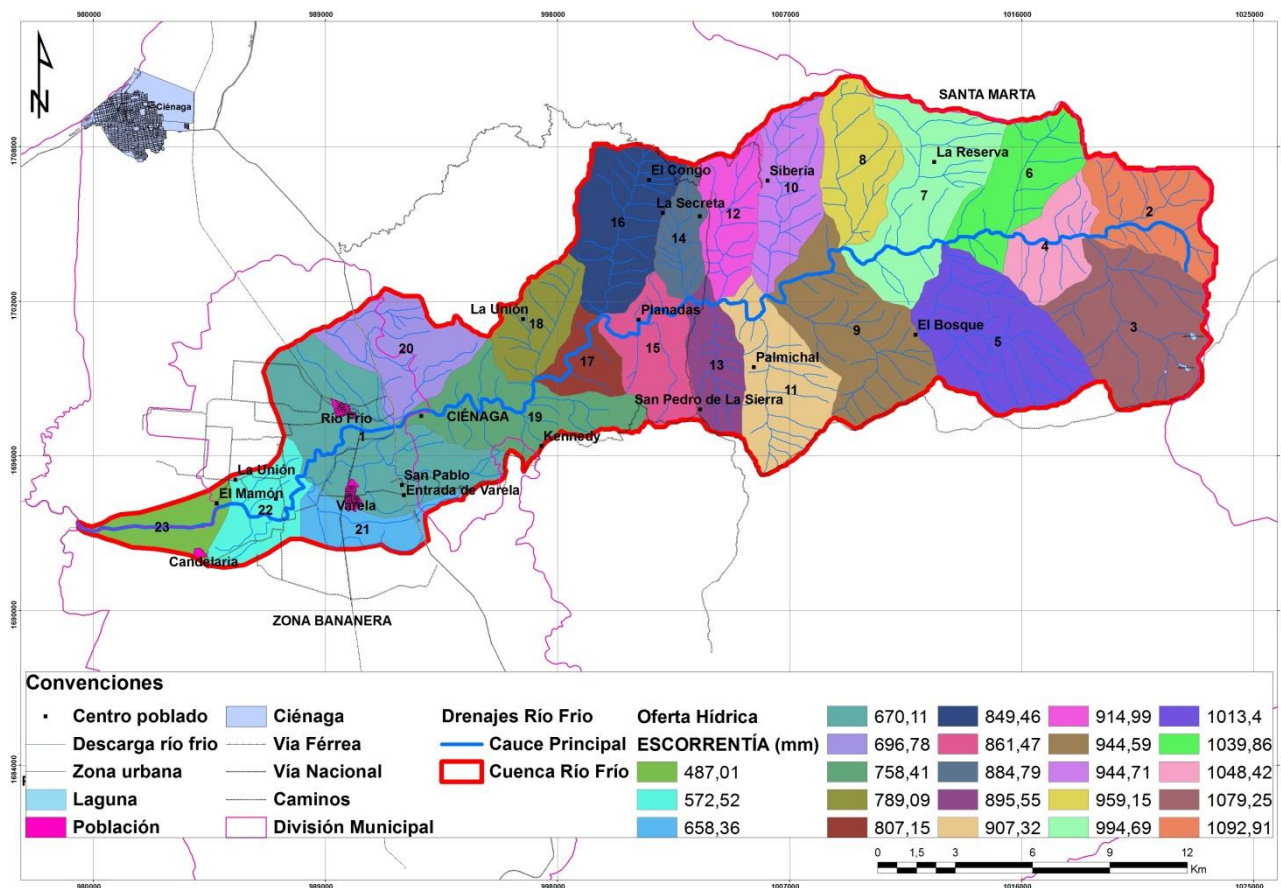 980000 989000 998000 1007000 1016000 1025000
N
Ciénaga
SANTA MARTA
1708000 1708000
8
La Reserva
6
El Congo
Siberia
10
7
La Secreta
16
12
2
14
4
1702000 1702000
La Unión
18
Planadas
9
El Bosque
3
5
20
15
17
13
Palmichal
11
Río Frío
San Pedro de La Sierra
CIÉNAGA
19
1
Kennedy
1696000 1696000
La Unión
San Pablo
El Mamón
Entrada de Varela
22
Varela
23
21
Candelaria
1690000 1690000
ZONA BANANERA
Convenciones
Centro poblado
Descarga río frio
Zona urbana
Laguna
Población
Ciénaga
Via Férrea
Vía Nacional
Caminos
División Municipal
Drenajes Río Frio
Cauce Principal
Cuenca Río Frío
Oferta Hídrica
ESCORRENTÍA (mm)
487,01
572,52
658,36
670,11
696,78
758,41
789,09
807,15
849,46
861,47
884,79
895,55
907,32
914,99
944,59
944,71
959,15
994,69
1013,4
1039,86
1048,42
1079,25
1092,91
1684000 1684000
0 1,5 3 6 9 12
Km
980000 989000 998000 1007000 1016000 1025000